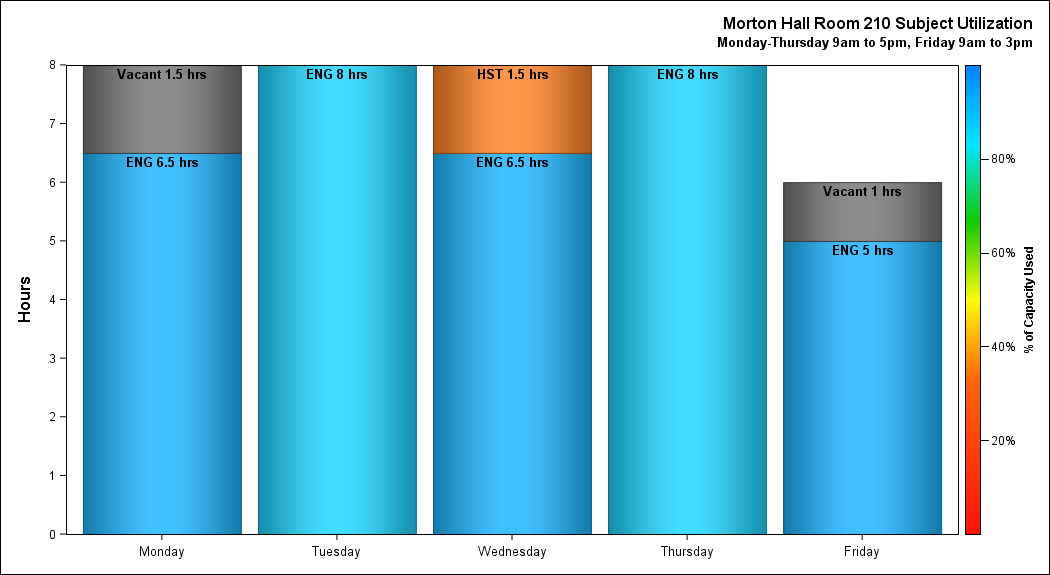 Morton Hall Room 210 Subject Utilization
Monday-Thursday 9am to 5pm, Friday 9am to 3pm
Hours
8
7
6
5
4
3
2
1
0
Vacant 1.5 hrs
ENG 6.5 hrs
ENG 8 hrs
HST 1.5 hrs
ENG 6.5 hrs
ENG 8 hrs
Vacant 1 hrs
ENG 5 hrs
Monday
Tuesday
Wednesday
Thursday
Friday
80%
60%
40%
20%
% of Capacity Used